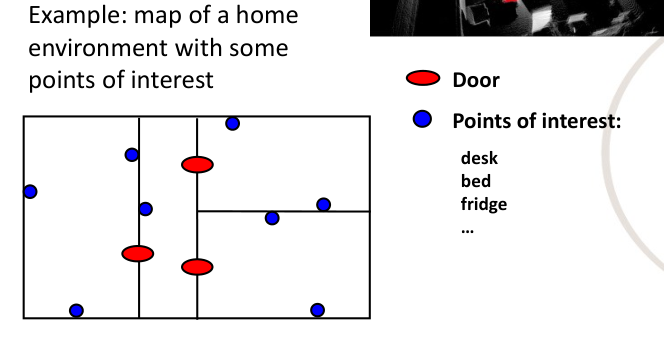 Example: map of a home
environment with some
points of interest
Door
Points of interest:
desk
bed
fridge
...